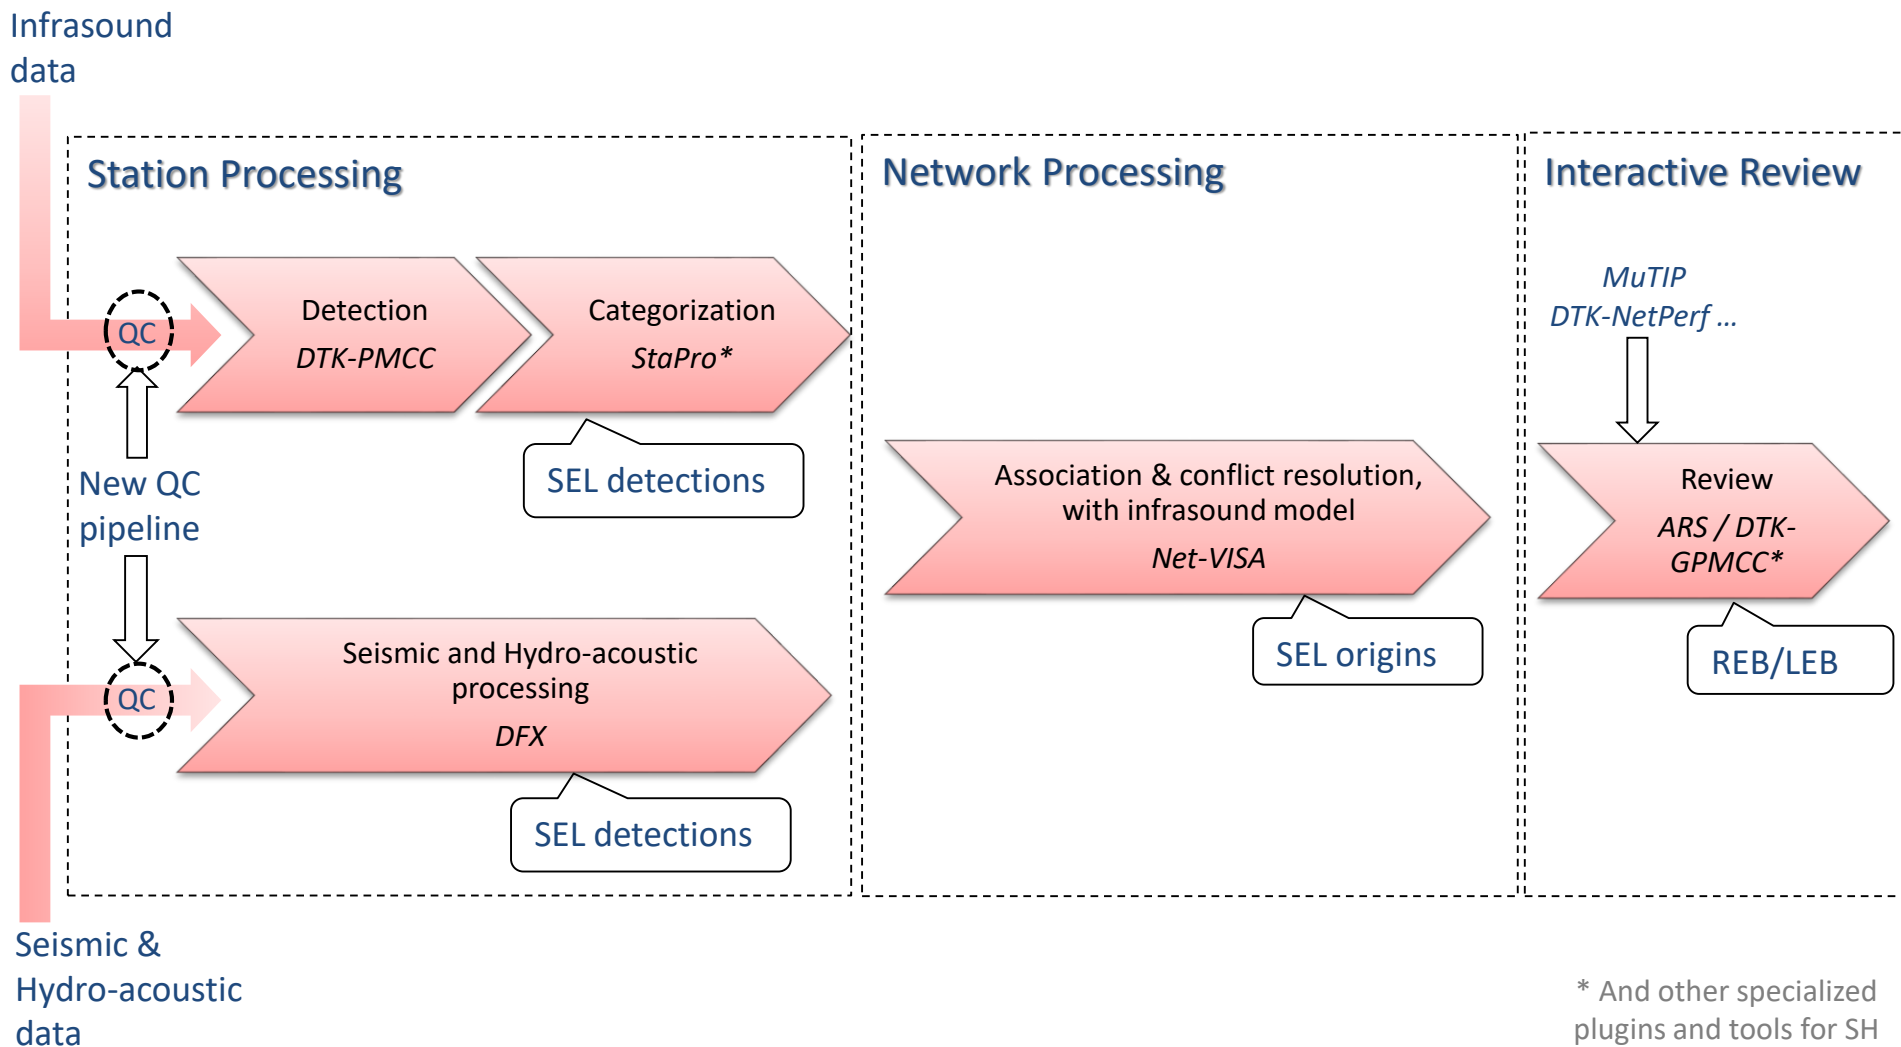 Infrasound
data
Station Processing
Network Processing
Interactive Review
QC
Detection
DTK-PMCC
Categorization
StaPro*
SEL detections
New QC
pipeline
QC
Seismic and Hydro-acoustic
processing
DFX
SEL detections
Association & conflict resolution,
with infrasound model
Net-VISA
SEL origins
MuTIP
DTK-NetPerf ...
Review
ARS / DTK-
GPMCC*
REB/LEB
Seismic &
Hydro-acoustic
data
* And other specialized
plugins and tools for SH